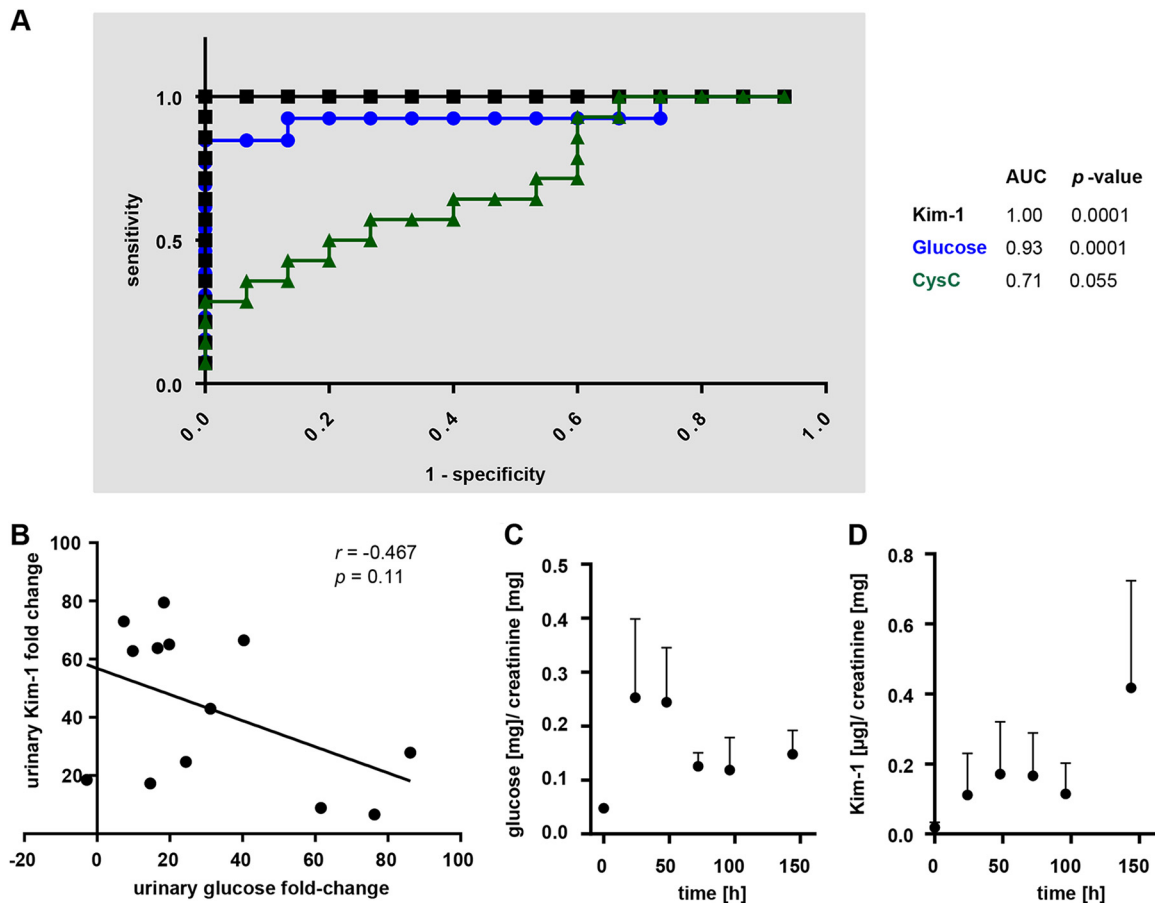 A
1.0
0.5
0.0
sensitivity
0.0 0.2 0.4 0.6 0.8 1.0
1 - specificity
AUC p -value
Kim-1 1.00 0.0001
Glucose 0.93 0.0001
CysC 0.71 0.055
B
100
80
60
40
20
urinary Kim-1 fold change
r = -0.467
p = 0.11
-20 0 20 40 60 80 100
urinary glucose fold-change
C
0.5
0.4
0.3
0.2
0.1
0.0
glucose [mg]/ creatinine [mg]
0 50 100 150
time [h]
D
0.8
0.6
0.4
0.2
0.0
Kim-1 [µg]/ creatinine [mg]
0 50 100 150
time [h]